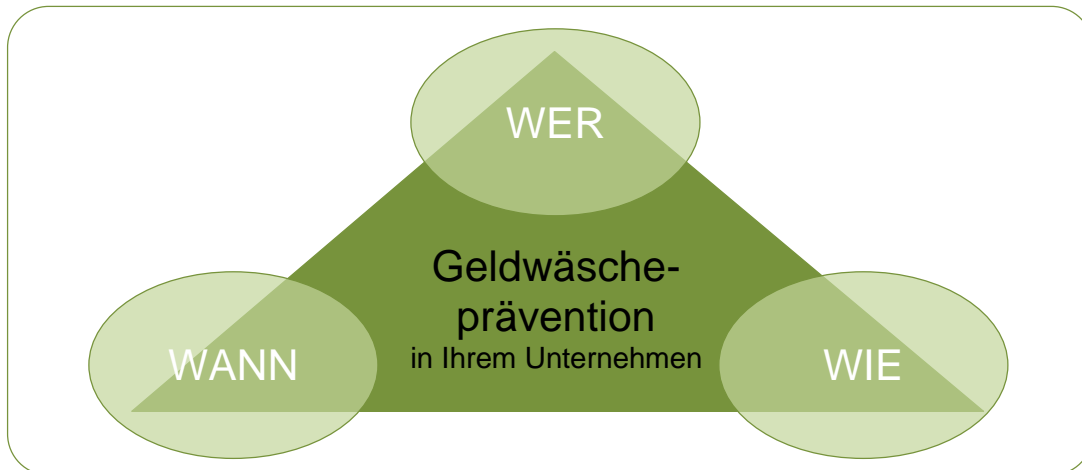 WER
Geldwäsche-
prävention
in Ihrem Unternehmen
WANN
WIE